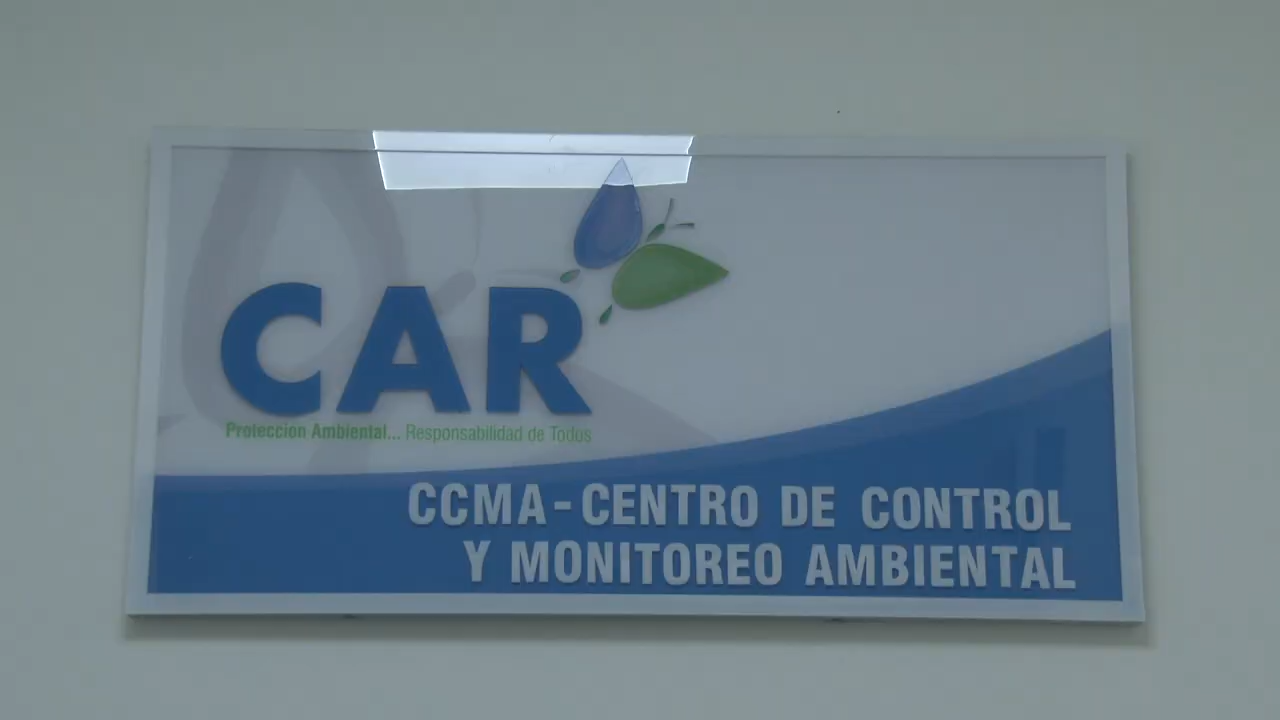 CAR
Proteccion Ambiental... Responsabilidad de Todos
CCMA - CENTRO DE CONTROL
Y MONITOREO AMBIENTAL